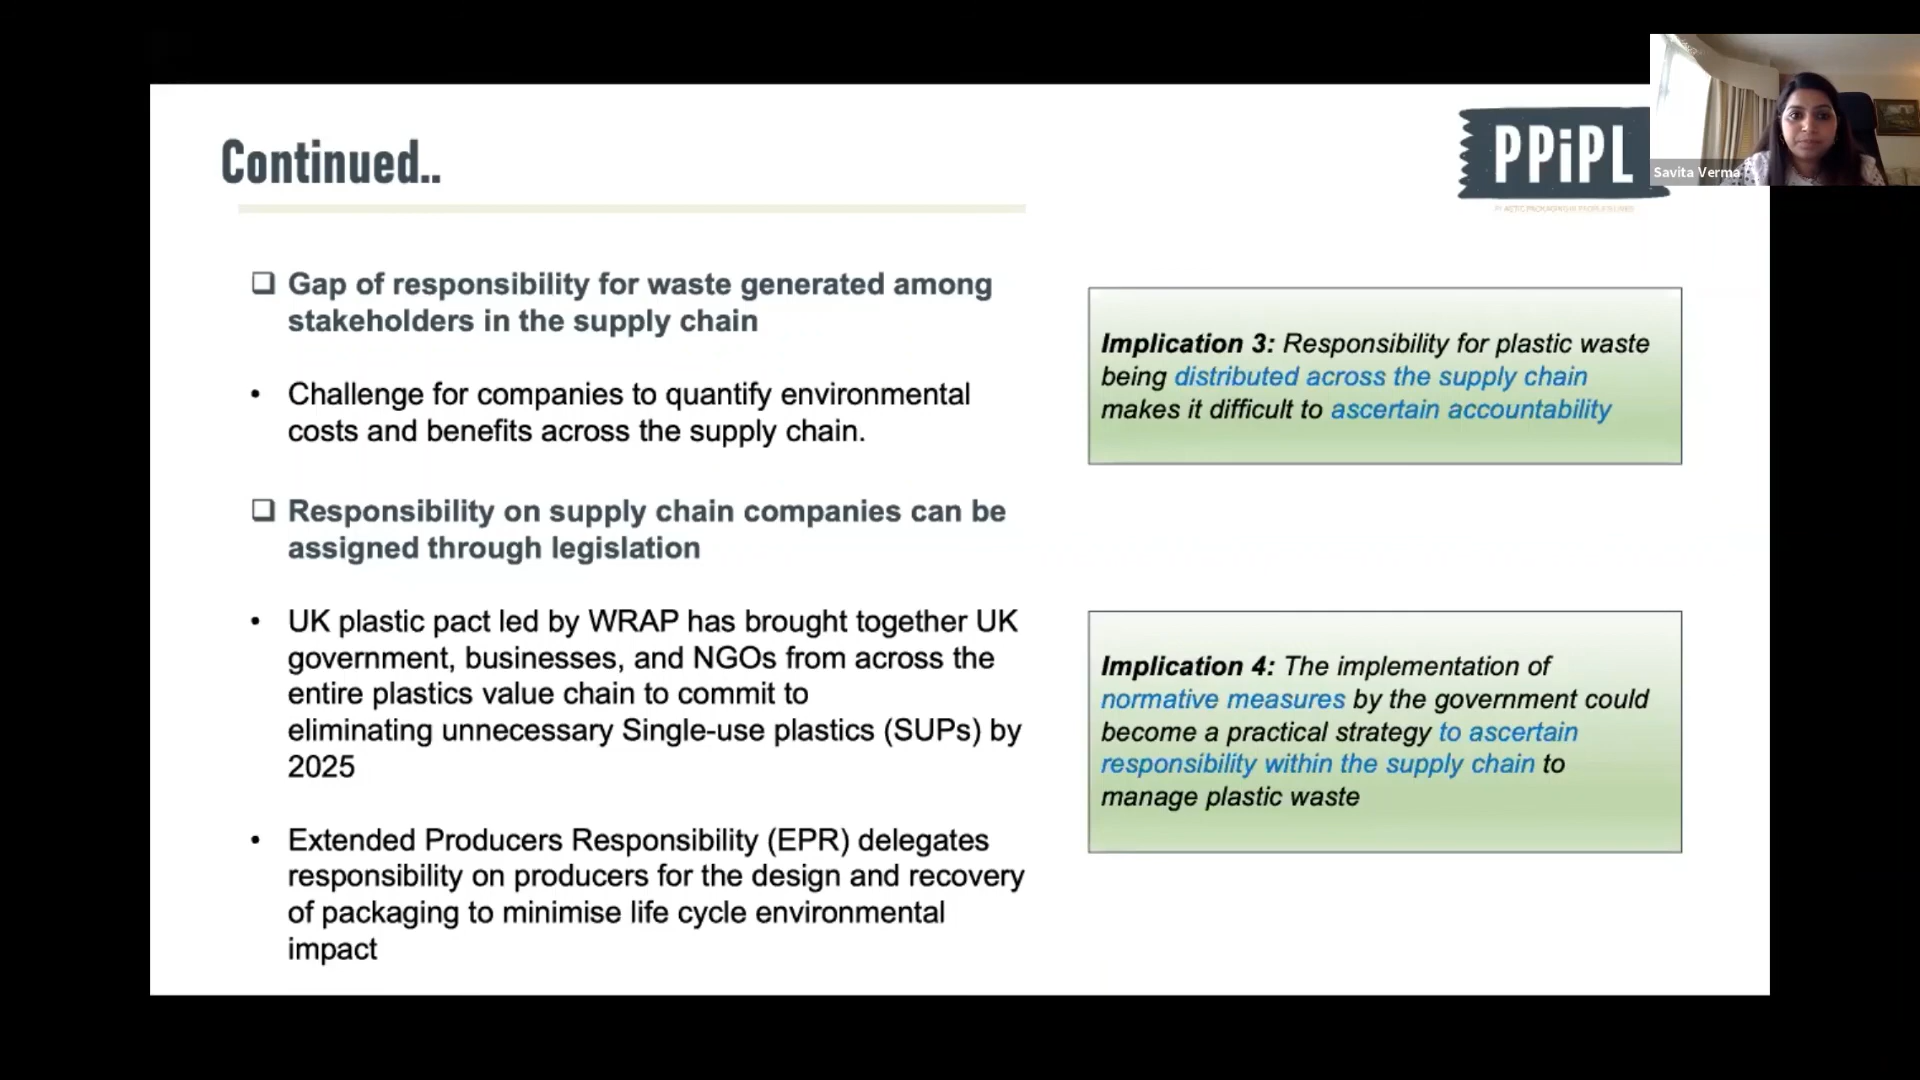 Continued..
PPiPL
Savita Verma
❑ Gap of responsibility for waste generated among
stakeholders in the supply chain
• Challenge for companies to quantify environmental
costs and benefits across the supply chain.
❑ Responsibility on supply chain companies can be
assigned through legislation
• UK plastic pact led by WRAP has brought together UK
government, businesses, and NGOs from across the
entire plastics value chain to commit to
eliminating unnecessary Single-use plastics (SUPs) by
2025
• Extended Producers Responsibility (EPR) delegates
responsibility on producers for the design and recovery
of packaging to minimise life cycle environmental
impact
Implication 3: Responsibility for plastic waste
being distributed across the supply chain
makes it difficult to ascertain accountability
Implication 4: The implementation of
normative measures by the government could
become a practical strategy to ascertain
responsibility within the supply chain to
manage plastic waste